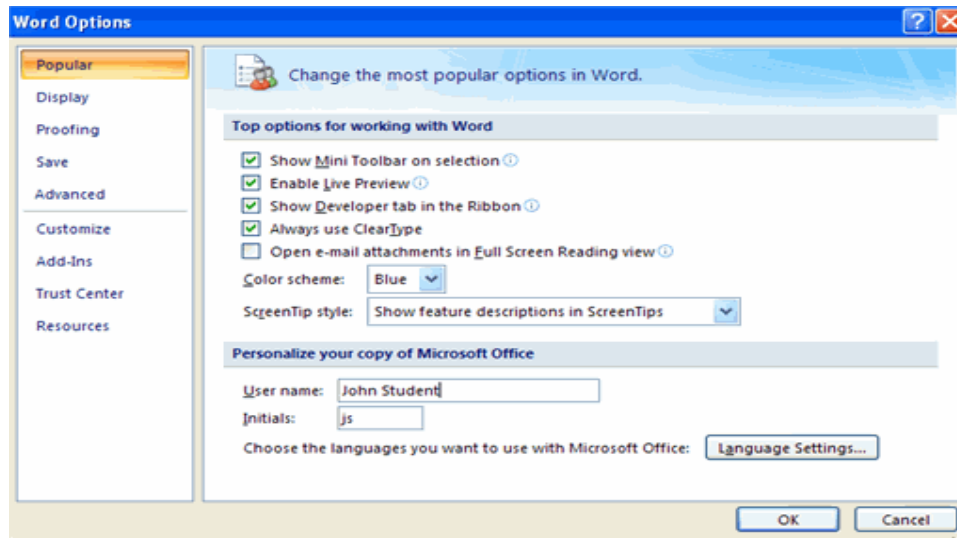 Word Options
Popular
Display
Proofing
Save
Advanced
Customize
Add-Ins
Trust Center
Resources
Change the most popular options in Word.
Top options for working with Word
Show Mini Toolbar on selection
Enable Live Preview
Show Developer tab in the Ribbon
Always use ClearType
Open e-mail attachments in Full Screen Reading view
Color scheme: Blue
ScreenTip style: Show feature descriptions in ScreenTips
Personalize your copy of Microsoft Office
User name: John Student
Initials: js
Choose the languages you want to use with Microsoft Office: Language Settings...
OK Cancel